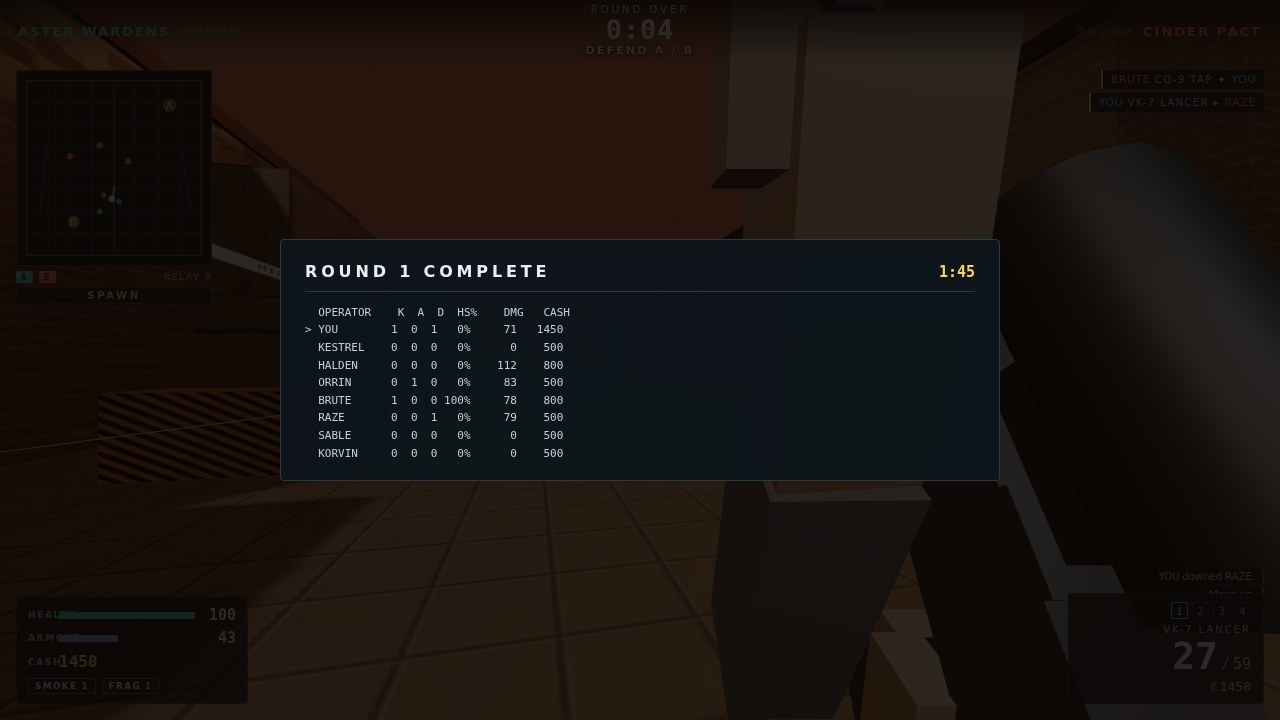 ROUND OVER
ASTER WARDENS
0:04
CINDER PACT
DEFEND A / B
BRUTE CQ-9 TAP ✦ YOU
YOU VK-7 LANCER ▸ RAZE
A
B
A B RELAY 9
SPAWN
ROUND 1 COMPLETE 1:45
OPERATOR K A D HS% DMG CASH
> YOU 1 0 1 0% 71 1450
KESTREL 0 0 0 0% 0 500
HALDEN 0 0 0 0% 112 800
ORRIN 0 1 0 0% 83 500
BRUTE 1 0 0 100% 78 800
RAZE 0 0 1 0% 79 500
SABLE 0 0 0 0% 0 500
KORVIN 0 0 0 0% 0 500
YOU downed RAZE.
HEALTH 100
ARMOR 43
CASH 1450
SMOKE 1 FRAG 1
1 2 3 4
VK-7 LANCER
27 / 59
₡1450